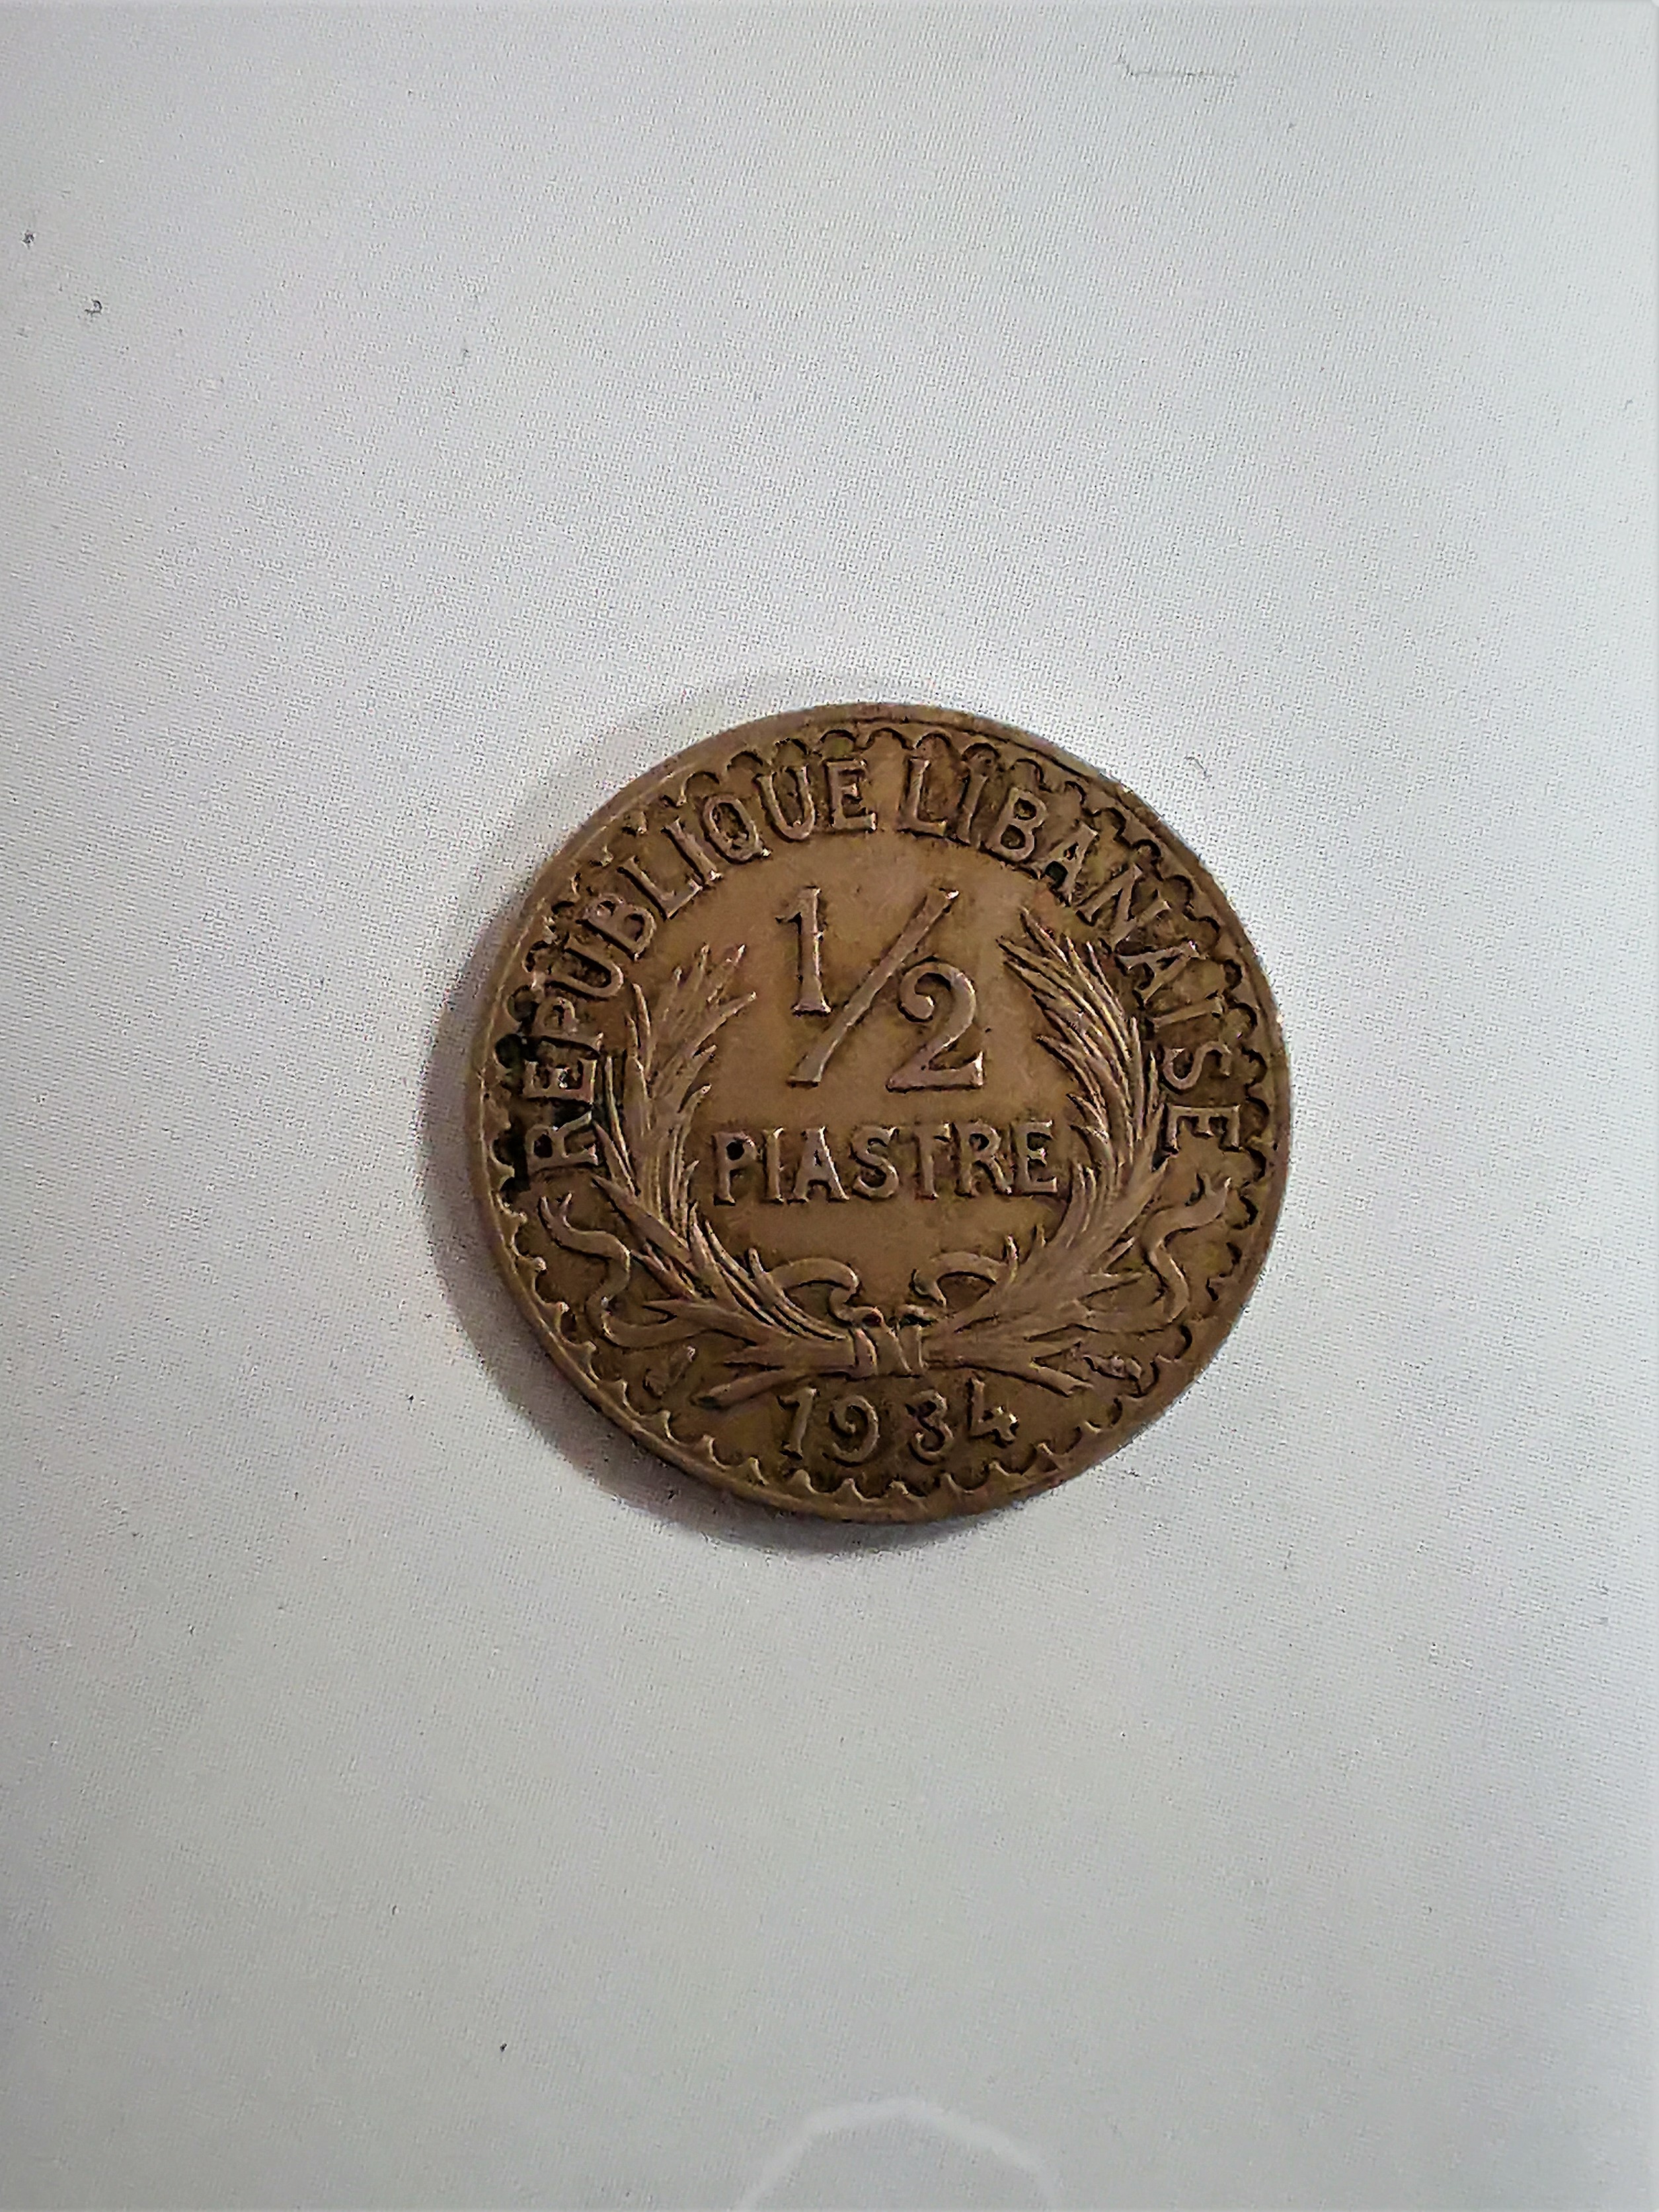 REPUBLIQUE LIBANAISE
1/2
PIASTRE
1934